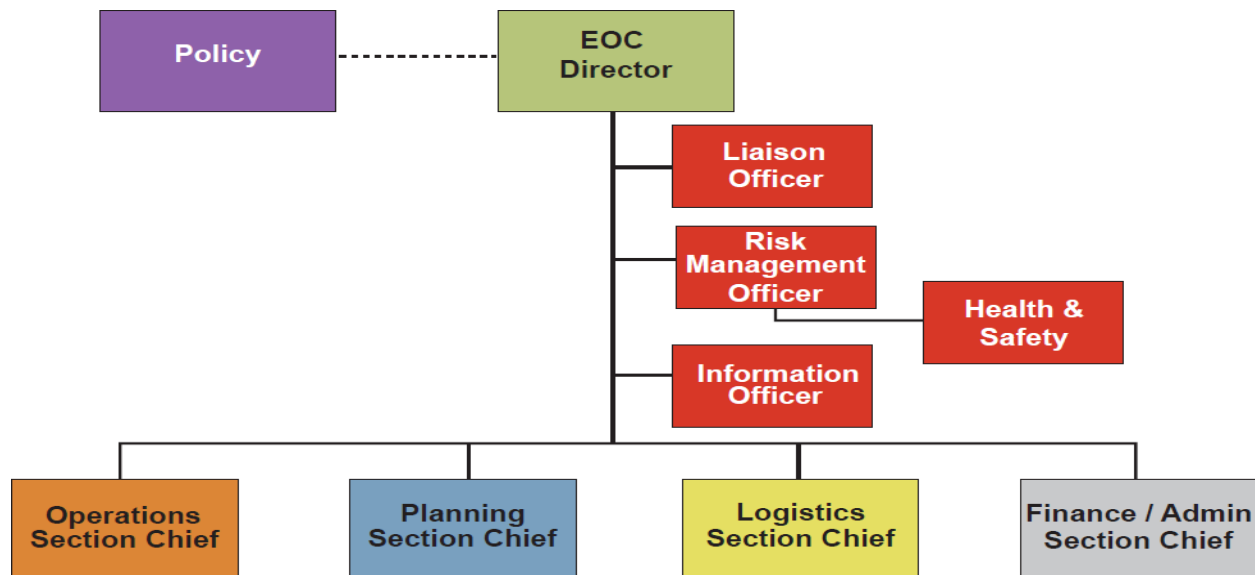 Policy
EOC
Director
Liaison
Officer
Risk
Management
Officer
Health &
Safety
Information
Officer
Operations
Section Chief
Planning
Section Chief
Logistics
Section Chief
Finance / Admin
Section Chief